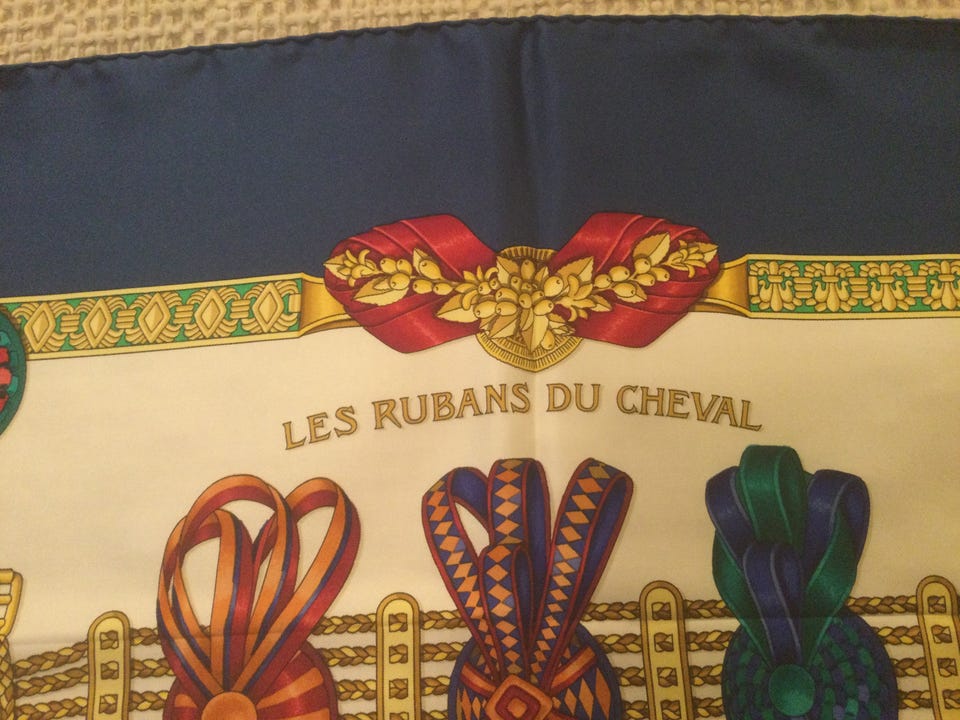 LES RUBANS DU CHEVAL